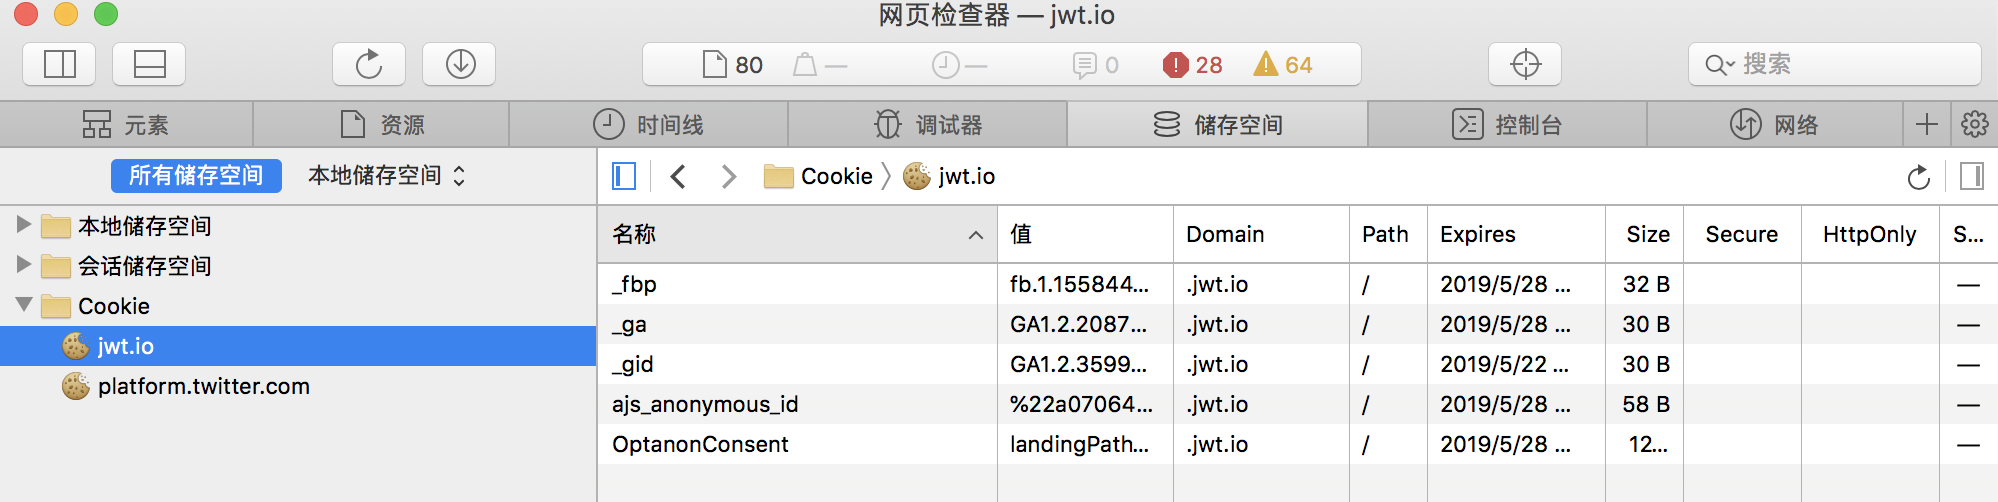 网页检查器 — jwt.io
80 — — 0 28 64 搜索
元素 资源 时间线 调试器 储存空间 控制台 网络
所有储存空间 本地储存空间 Cookie 〉 jwt.io
本地储存空间
会话储存空间
Cookie
jwt.io
platform.twitter.com
名称 值 Domain Path Expires Size Secure HttpOnly S...
_fbp fb.1.155844... .jwt.io / 2019/5/28 ... 32 B —
_ga GA1.2.2087... .jwt.io / 2019/5/28 ... 30 B —
_gid GA1.2.3599... .jwt.io / 2019/5/22 ... 30 B —
ajs_anonymous_id %22a07064... .jwt.io / 2019/5/28 ... 58 B —
OptanonConsent landingPath... .jwt.io / 2019/5/28 ... 12... —